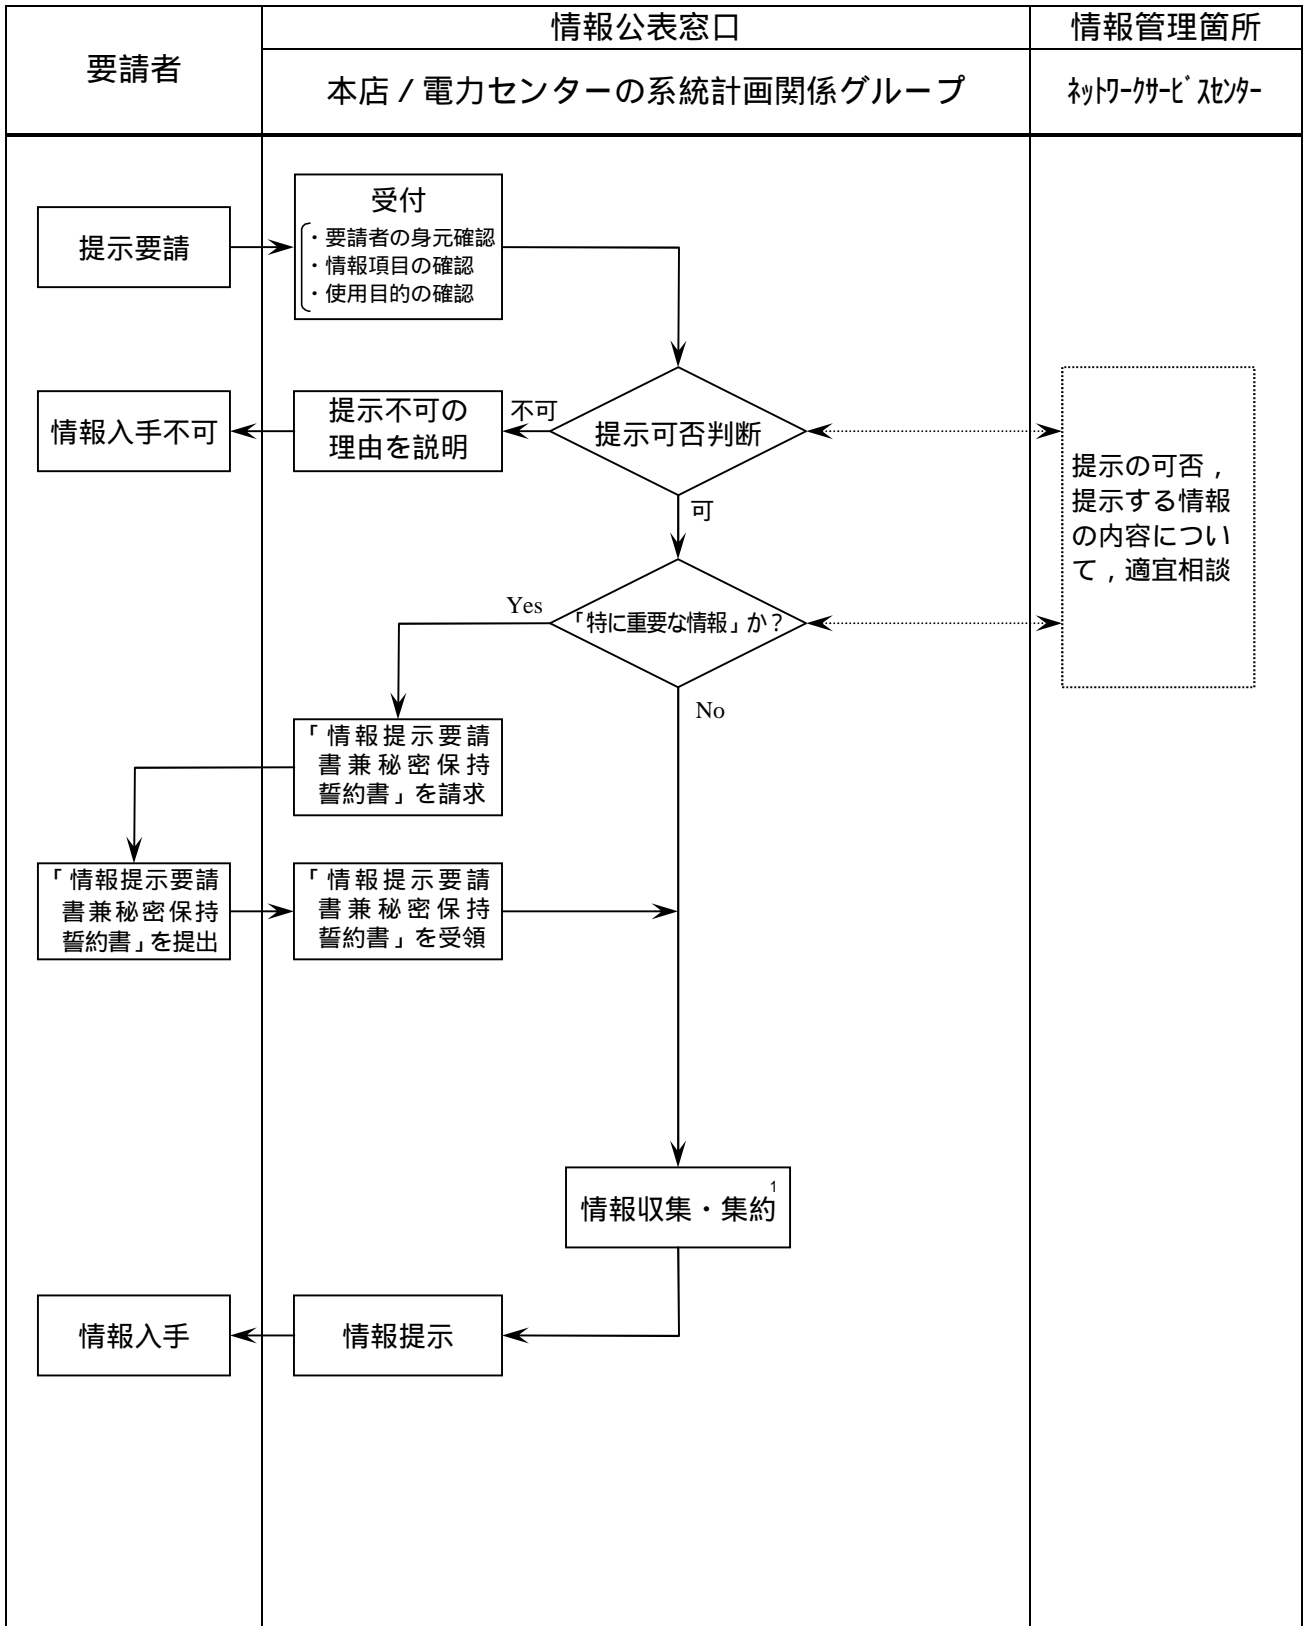 要請者
情報公表窓口
情報管理箇所
本店/電力センターの系統計画関係グループ
ネットワークサービスセンター
提示要請
受付
・要請者の身元確認
・情報項目の確認
・使用目的の確認
情報入手不可
提示不可の
理由を説明
不可
提示可否判断
可
提示の可否，
提示する情報
の内容につい
て，適宜相談
Yes
「特に重要な情報」か？
No
「情報提示要請
書兼秘密保持
誓約書」を請求
「情報提示要請
書兼秘密保持
誓約書」を提出
「情報提示要請
書兼秘密保持
誓約書」を受領
情報収集・集約1
情報入手
情報提示